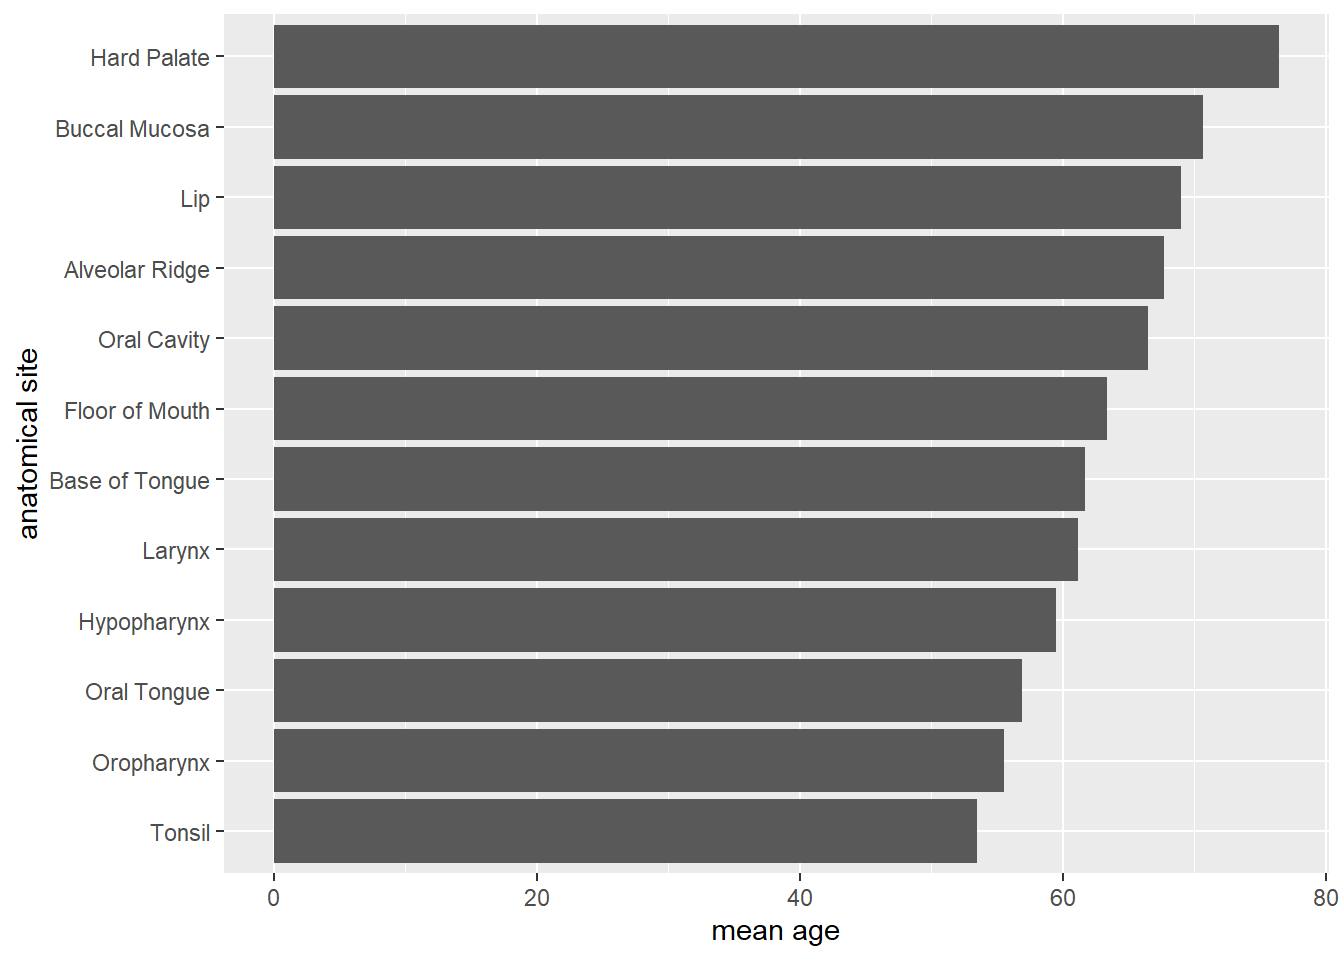 Hard Palate
Buccal Mucosa
Lip
Alveolar Ridge
Oral Cavity
Floor of Mouth
Base of Tongue
Larynx
Hypopharynx
Oral Tongue
Oropharynx
Tonsil
anatomical site
0 20 40 60 80
mean age